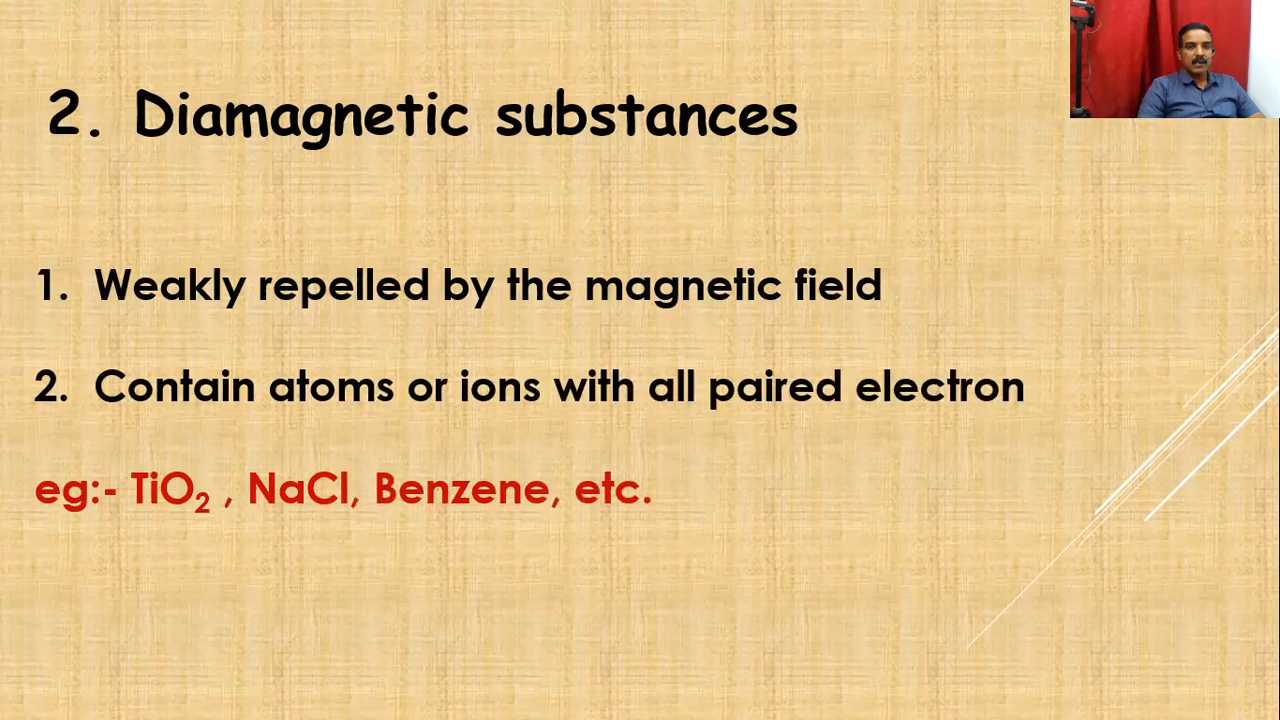 2. Diamagnetic substances
1. Weakly repelled by the magnetic field
2. Contain atoms or ions with all paired electron
eg:- TiO₂ , NaCl, Benzene, etc.